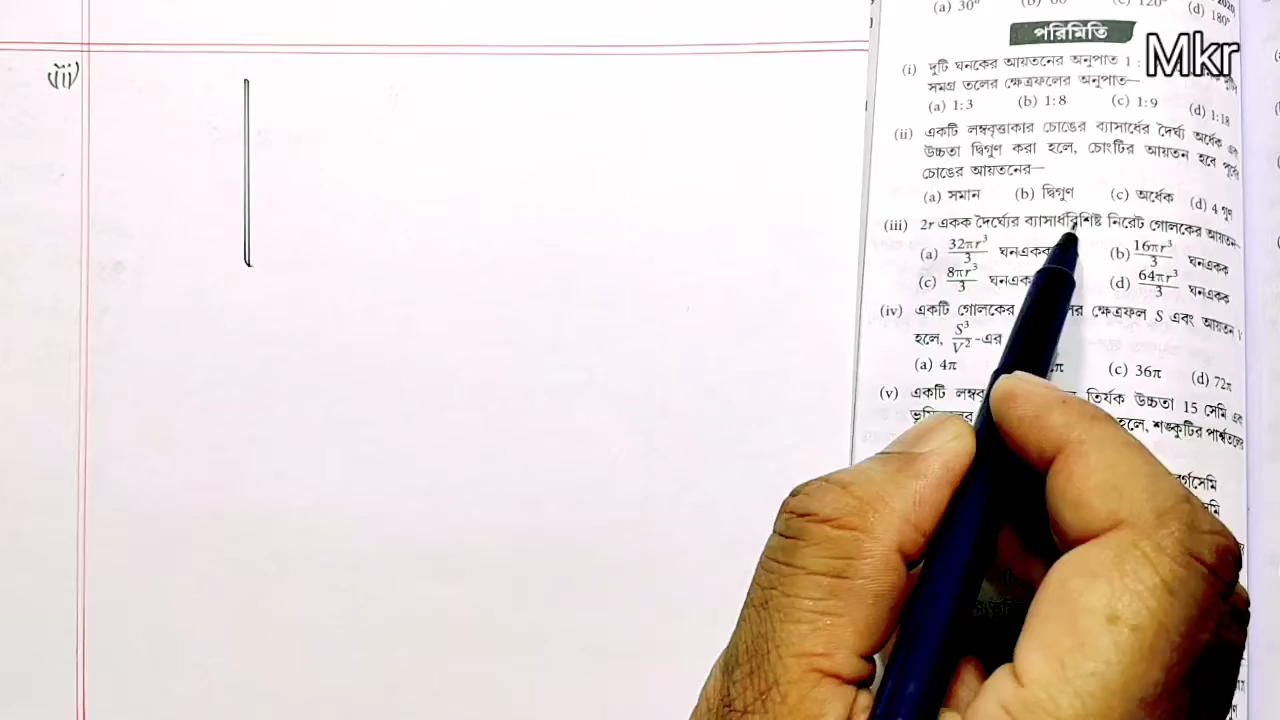 (a) 30° (c) 120° (d) 180°
পরিমিতি
Mkr
(iii)
(i) দুটি ঘনকের আয়তনের অনুপাত 1 :
সমগ্র তলের ক্ষেত্রফলের অনুপাত—
(a) 1:3 (b) 1:8 (c) 1:9 (d) 1:18
(ii) একটি লম্ববৃত্তাকার চোঙের ব্যাসার্ধের দৈর্ঘ্য অর্ধেক এবং
উচ্চতা দ্বিগুণ করা হলে, চোংটির আয়তন হবে পূর্বের
চোঙের আয়তনের—
(a) সমান (b) দ্বিগুণ (c) অর্ধেক (d) 4 গুণ
(iii) 2r একক দৈর্ঘ্যের ব্যাসার্ধবিশিষ্ট নিরেট গোলকের আয়তন—
(a) 32πr³/3 ঘনএকক (b) 16πr³/3 ঘনএকক
(c) 8πr³/3 ঘনএকক (d) 64πr³/3 ঘনএকক
(iv) একটি গোলকের ক্ষেত্রফল S এবং আয়তন V
হলে, S³/V²-এর
(a) 4π (c) 36π (d) 72π
(v) একটি তির্যক উচ্চতা 15 সেমি এবং
হলে, শঙ্কুটির পার্শ্বতলের
বর্গসেমি